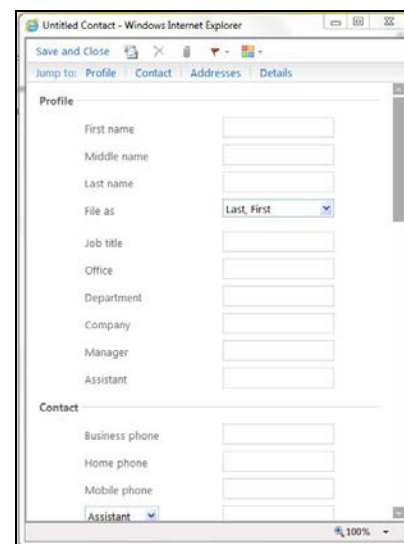 Untitled Contact - Windows Internet Explorer
Save and Close
Jump to: Profile Contact Addresses Details
Profile
First name
Middle name
Last name
File as Last, First
Job title
Office
Department
Company
Manager
Assistant
Contact
Business phone
Home phone
Mobile phone
Assistant
100%